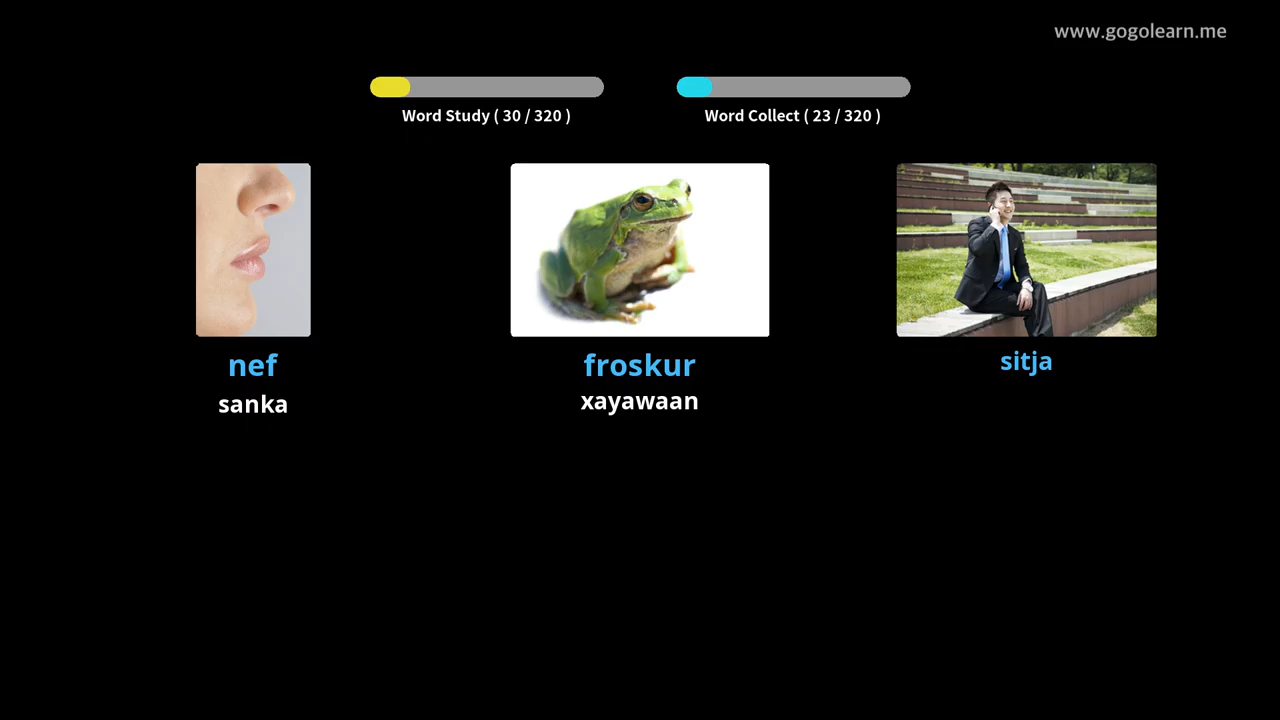 www.gogolearn.me
Word Study ( 30 / 320 )
Word Collect ( 23 / 320 )
nef
froskur
sitja
sanka
xayawaan